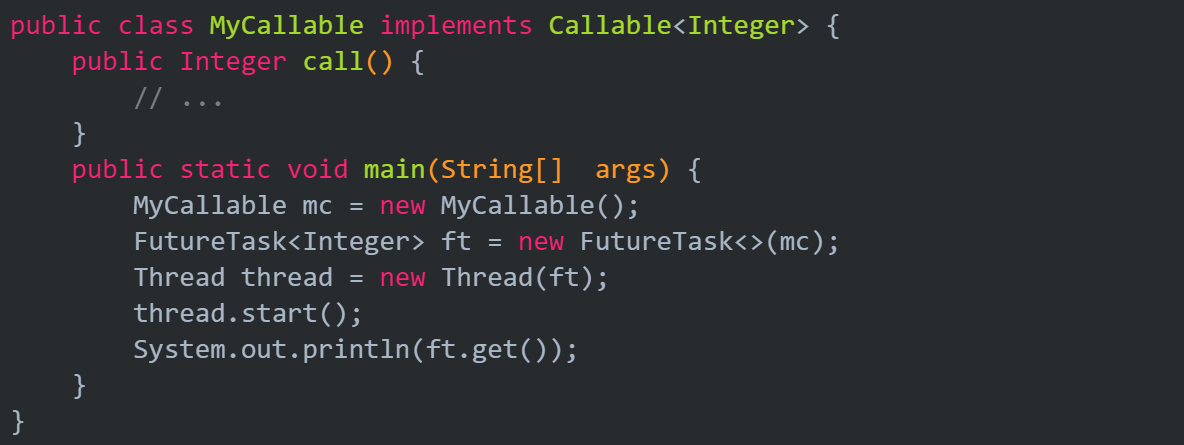 public class MyCallable implements Callable<Integer> {
    public Integer call() {
        // ...
    }
    public static void main(String[]  args) {
        MyCallable mc = new MyCallable();
        FutureTask<Integer> ft = new FutureTask<>(mc);
        Thread thread = new Thread(ft);
        thread.start();
        System.out.println(ft.get());
    }
}